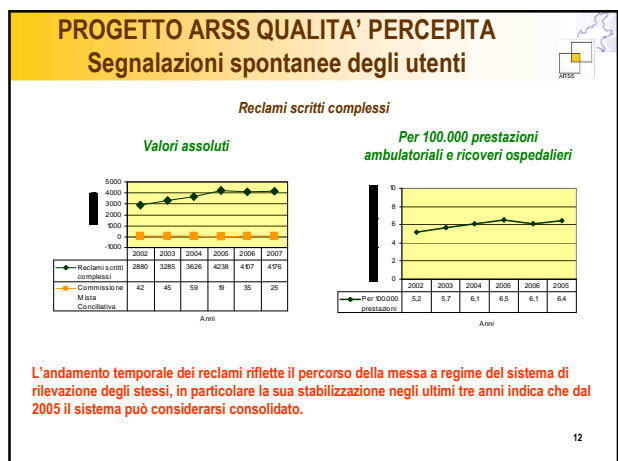 PROGETTO ARSS QUALITA' PERCEPITA
Segnalazioni spontanee degli utenti
ARSS
Reclami scritti complessi
Valori assoluti
5000
4000
3000
2000
1000
0
-1000
2002 2003 2004 2005 2006 2007
Reclami scritti complessi 2880 3285 3626 4238 4107 4176
Commissione Mista Conciliativa 42 45 59 19 35 25
Anni
Per 100.000 prestazioni
ambulatoriali e ricoveri ospedalieri
10
8
6
4
2
0
2002 2003 2004 2005 2006 2005
Per 100.000 prestazioni 5,2 5,7 6,1 6,5 6,1 6,4
Anni
L'andamento temporale dei reclami riflette il percorso della messa a regime del sistema di
rilevazione degli stessi, in particolare la sua stabilizzazione negli ultimi tre anni indica che dal
2005 il sistema può considerarsi consolidato.
12